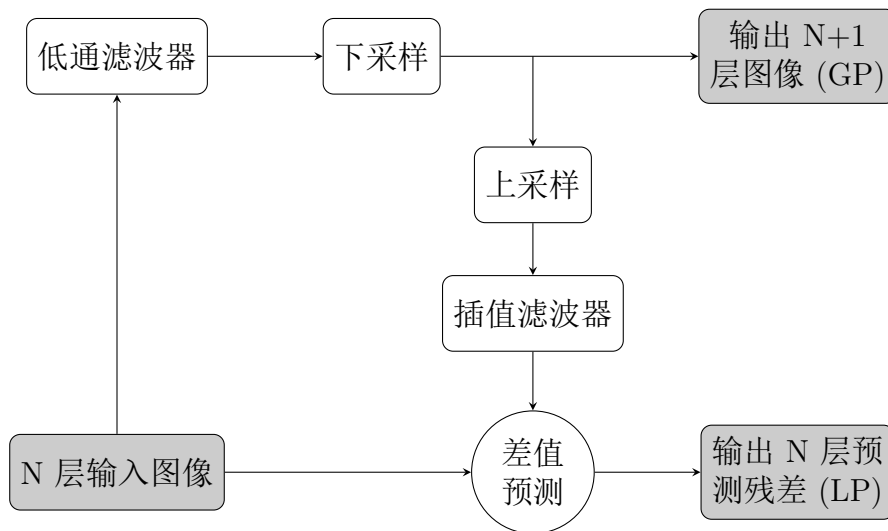 低通滤波器
下采样
输出 N+1
层图像 (GP)
上采样
插值滤波器
N 层输入图像
差值
预测
输出 N 层预
测残差 (LP)